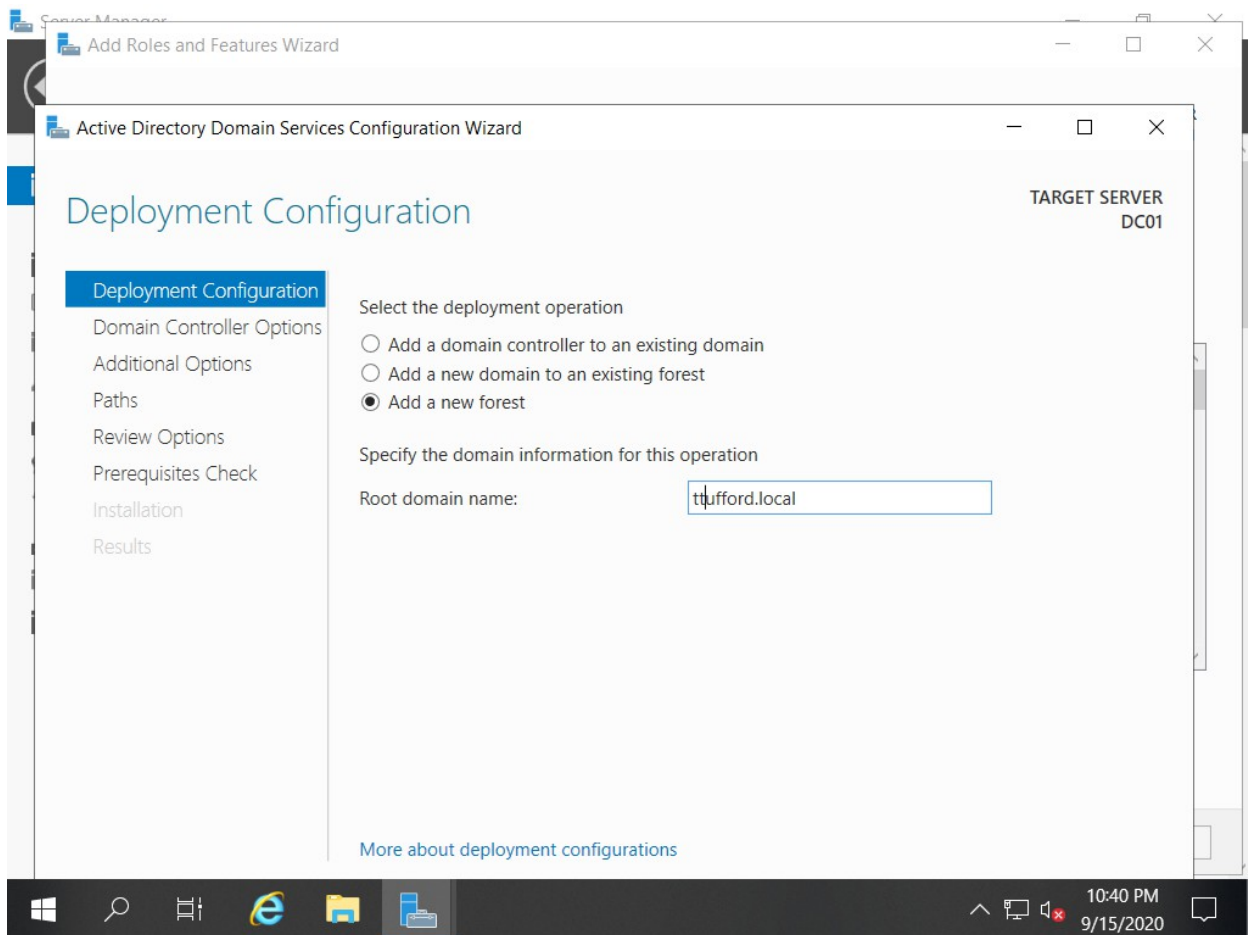 Server Manager
Add Roles and Features Wizard
Active Directory Domain Services Configuration Wizard
Deployment Configuration
TARGET SERVER
DC01
Deployment Configuration
Domain Controller Options
Additional Options
Paths
Review Options
Prerequisites Check
Installation
Results
Select the deployment operation
Add a domain controller to an existing domain
Add a new domain to an existing forest
Add a new forest
Specify the domain information for this operation
Root domain name:
ttufford.local
More about deployment configurations
10:40 PM
9/15/2020